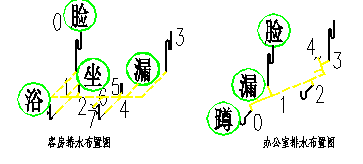 0 脸 3
坐 漏
浴 1 2 6 5 4
7
客房排水布置图
脸
4 3
漏
蹲 0 1 2
办公室排水布置图